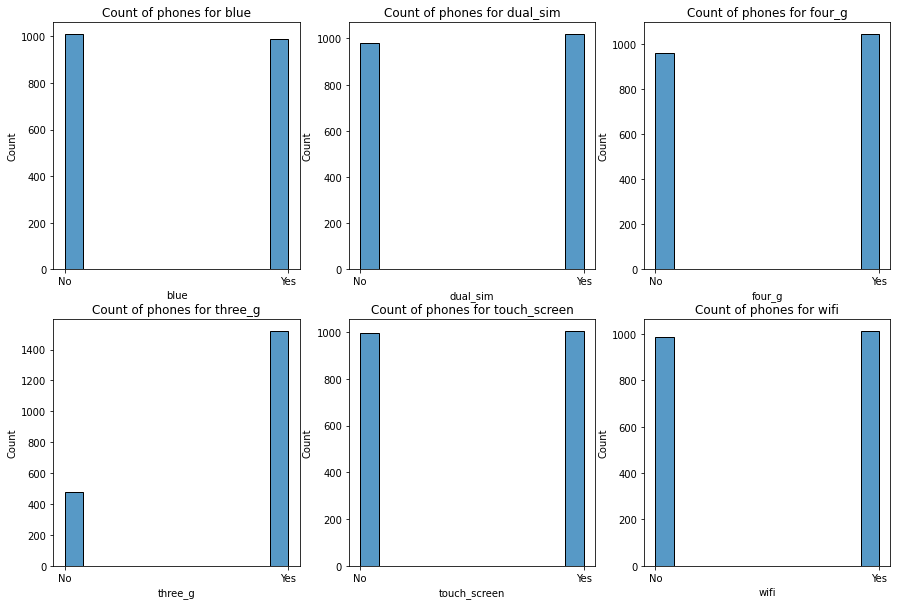 Count of phones for blue
Count
1000
800
600
400
200
0
No
Yes
blue
Count of phones for dual_sim
Count
1000
800
600
400
200
0
No
Yes
dual_sim
Count of phones for four_g
Count
1000
800
600
400
200
0
No
Yes
four_g
Count of phones for three_g
Count
1400
1200
1000
800
600
400
200
0
No
Yes
three_g
Count of phones for touch_screen
Count
1000
800
600
400
200
0
No
Yes
touch_screen
Count of phones for wifi
Count
1000
800
600
400
200
0
No
Yes
wifi